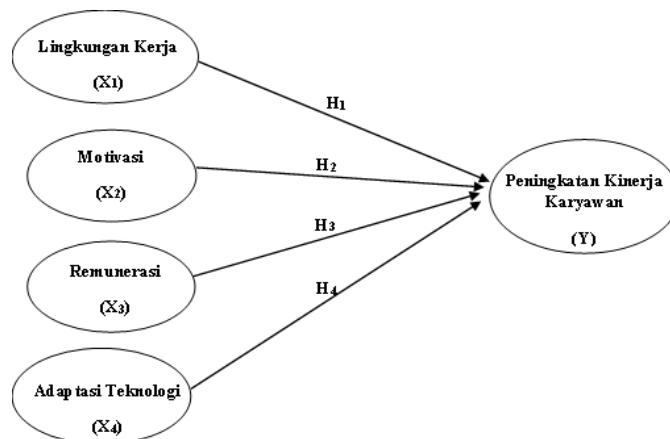 Lingkungan Kerja
(X1)
H1
Motivasi
(X2)
H2
Peningkatan Kinerja
Karyawan
(Y)
Remunerasi
(X3)
H3
H4
Adaptasi Teknologi
(X4)